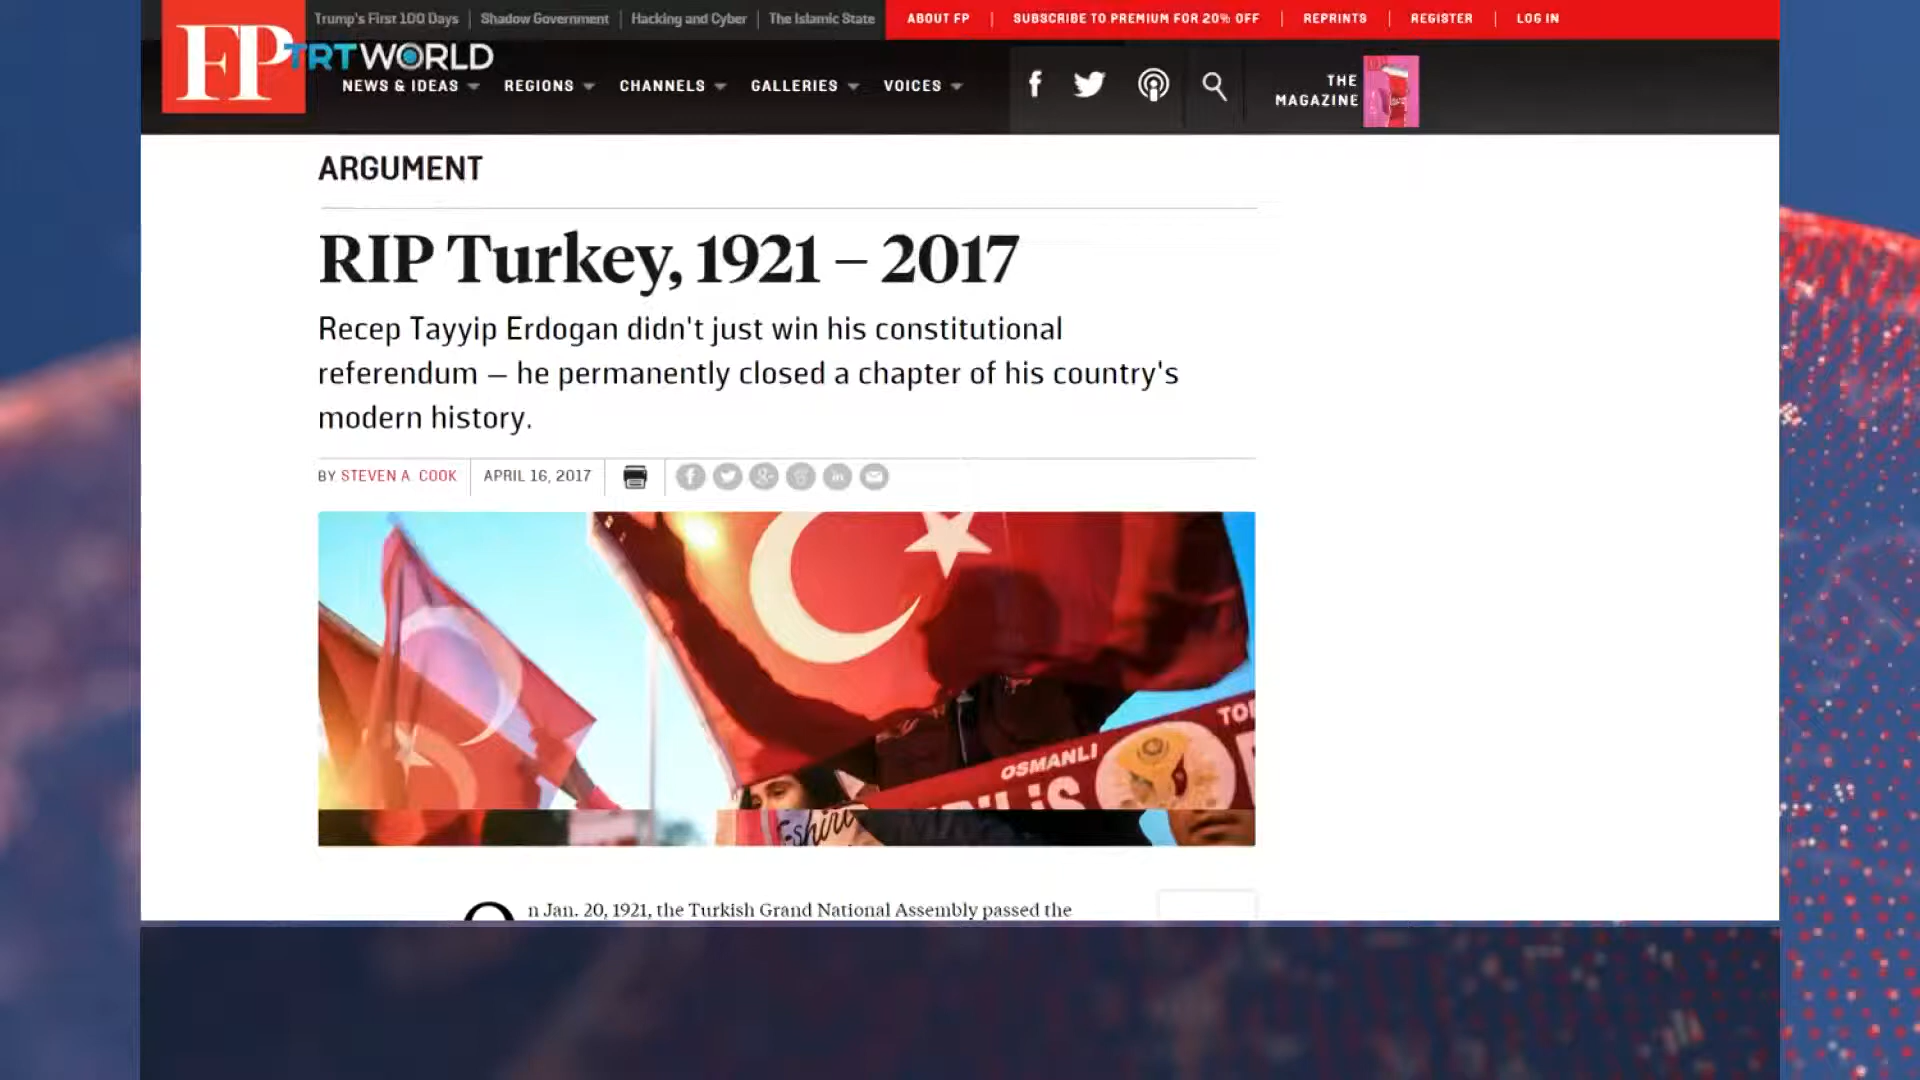 Trump's First 100 Days
Shadow Government
Hacking and Cyber
The Islamic State
ABOUT FP
SUBSCRIBE TO PREMIUM FOR 20% OFF
REPRINTS
REGISTER
LOG IN
FP
TRTWORLD
NEWS & IDEAS
REGIONS
CHANNELS
GALLERIES
VOICES
THE
MAGAZINE
ARGUMENT
RIP Turkey, 1921 – 2017
Recep Tayyip Erdogan didn't just win his constitutional
referendum — he permanently closed a chapter of his country's
modern history.
BY STEVEN A. COOK
APRIL 16, 2017
OSMANLI
n Jan. 20, 1921, the Turkish Grand National Assembly passed the